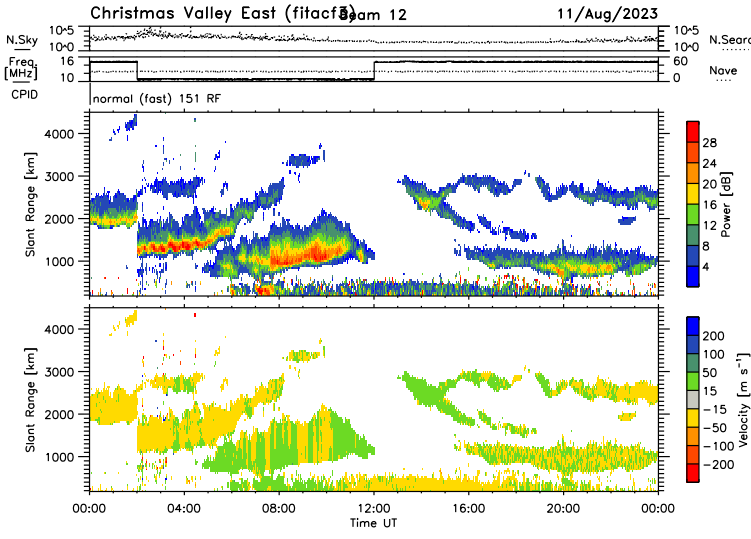 Christmas Valley East (fitacf3) Beam 12 11/Aug/2023
N.Sky 10^5 10^0 10^5 10^0 N.Searc
Freq. [MHz] 16 10 60 0 Nave
CPID normal (fast) 151 RF
Slant Range [km] 4000 3000 2000 1000
Power [dB] 28 24 20 16 12 8 4
Slant Range [km] 4000 3000 2000 1000
Velocity [m s⁻¹] 200 100 50 15 −15 −50 −100 −200
00:00 04:00 08:00 12:00 16:00 20:00 00:00
Time UT